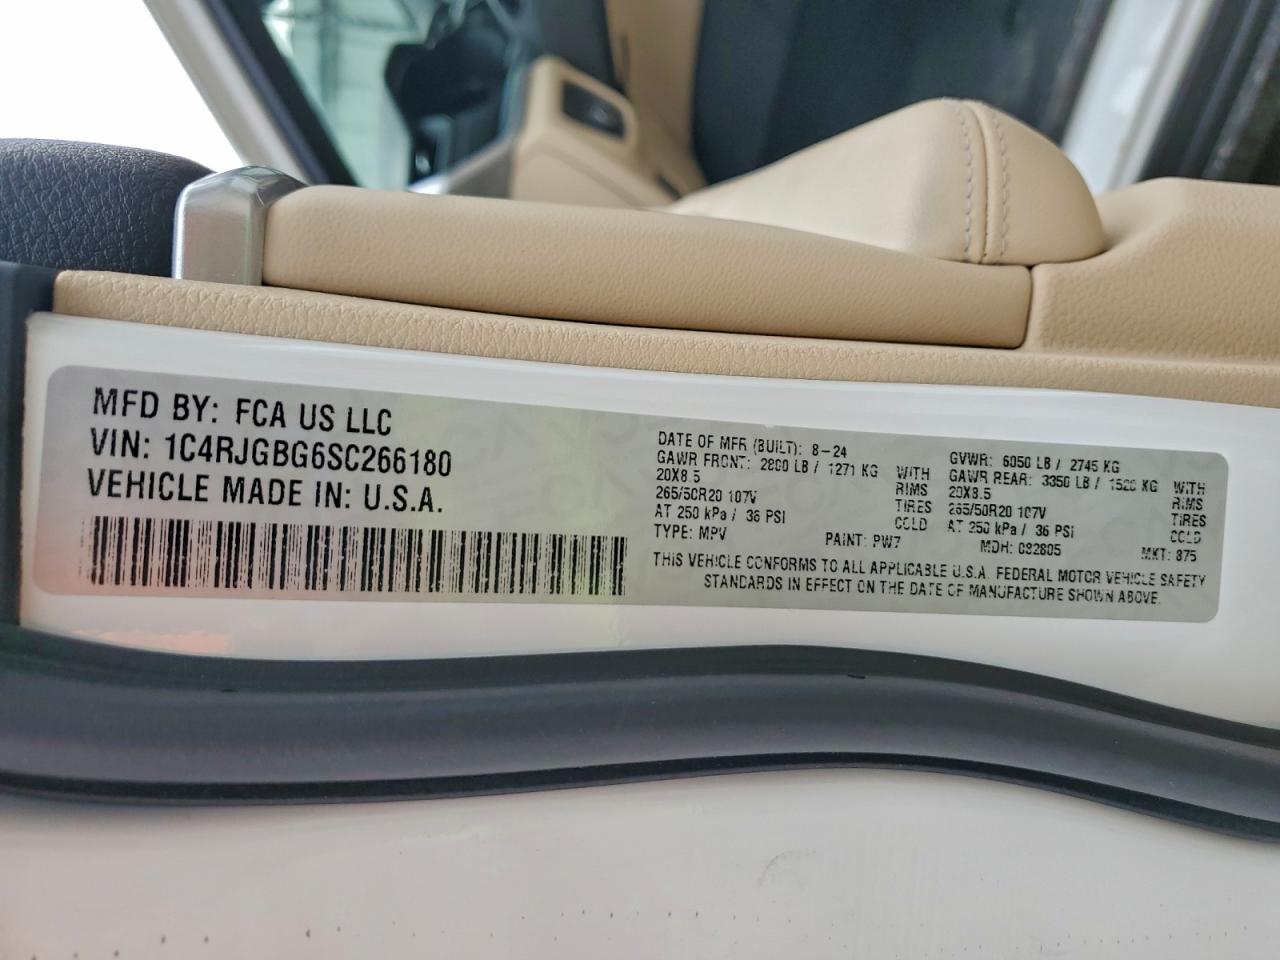 MFD BY: FCA US LLC
VIN: 1C4RJGBG6SC266180
VEHICLE MADE IN: U.S.A.
DATE OF MFR (BUILT): 8-24
GAWR FRONT: 2800 LB / 1271 KG WITH
20X8.5 RIMS
265/50R20 107V TIRES
AT 250 kPa / 36 PSI COLD
TYPE: MPV PAINT: PW7
GVWR: 6050 LB / 2745 KG
GAWR REAR: 3350 LB / 1520 KG WITH
20X8.5 RIMS
265/50R20 107V TIRES
AT 250 kPa / 36 PSI COLD
MDH: 082805 MKT: 875
THIS VEHICLE CONFORMS TO ALL APPLICABLE U.S.A. FEDERAL MOTOR VEHICLE SAFETY
STANDARDS IN EFFECT ON THE DATE OF MANUFACTURE SHOWN ABOVE.